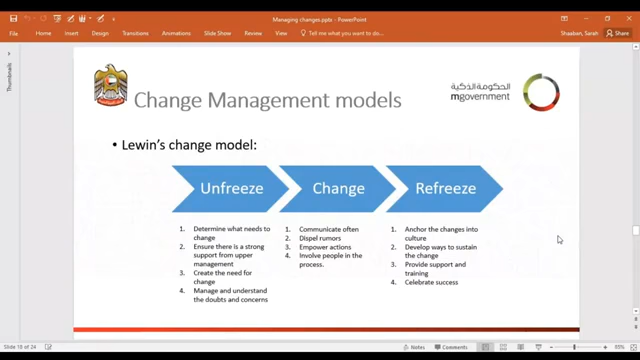 Managing changes.pptx - PowerPoint
File
Home
Insert
Design
Transitions
Animations
Slide Show
Review
View
Tell me what you want to do...
Shaaban, Sarah
Share
Thumbnails
Change Management models
الحكومة الذكية
mgovernment
• Lewin's change model:
Unfreeze
Change
Refreeze
1. Determine what needs to
change
2. Ensure there is a strong
support from upper
management
3. Create the need for
change
4. Manage and understand
the doubts and concerns
1. Communicate often
2. Dispel rumors
3. Empower actions
4. Involve people in the
process.
1. Anchor the changes into
culture
2. Develop ways to sustain
the change
3. Provide support and
training
4. Celebrate success
Slide 18 of 24
Notes
Comments